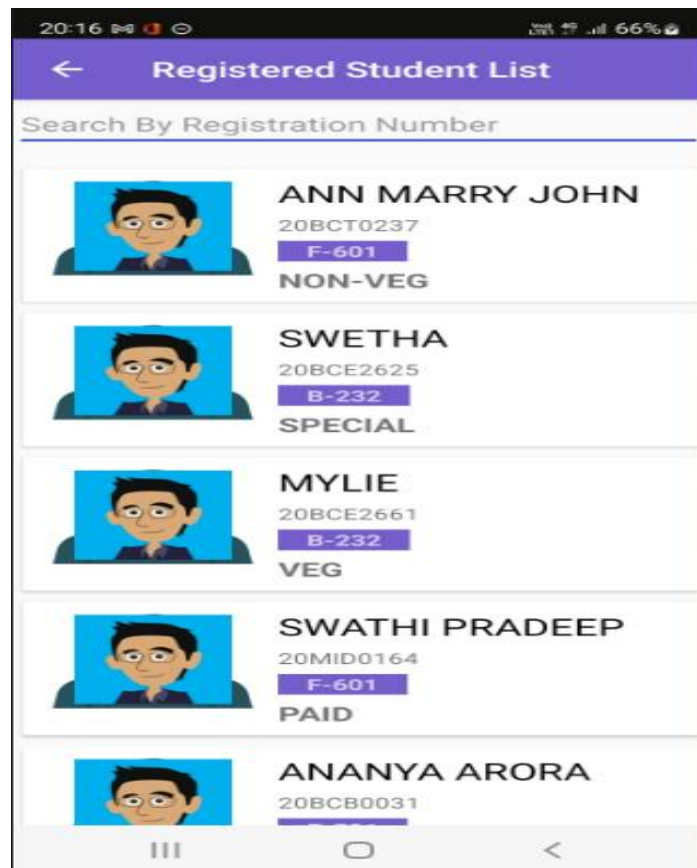 20:16 66%
Registered Student List
Search By Registration Number
ANN MARRY JOHN
20BCT0237
F-601
NON-VEG
SWETHA
20BCE2625
B-232
SPECIAL
MYLIE
20BCE2661
B-232
VEG
SWATHI PRADEEP
20MID0164
F-601
PAID
ANANYA ARORA
20BCB0031